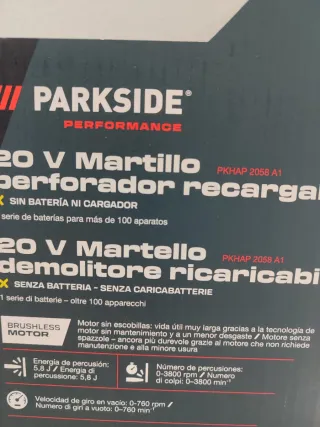 PARKSIDE®
PERFORMANCE
20 V Martillo PKHAP 2058 A1
perforador recargab
SIN BATERÍA NI CARGADOR
serie de baterías para más de 100 aparatos
20 V Martello PKHAP 2058 A1
demolitore ricaricabi
SENZA BATTERIA - SENZA CARICABATTERIE
1 serie di batterie – oltre 100 apparecchi
BRUSHLESS
MOTOR
Motor sin escobillas: vida útil muy larga gracias a la tecnología de
motor sin mantenimiento y a un menor desgaste / Motore senza
spazzole – ancora più durevole grazie al motore che non richiede
manutenzione e alla minore usura
Energía de percusión:
5,8 J / Energia di
percussione: 5,8 J
Número de percusiones:
0-3800 rpm / Numero
di colpi: 0-3800 min⁻¹
Velocidad de giro en vacío: 0-760 rpm /
Numero di giri a vuoto: 0-760 min⁻¹